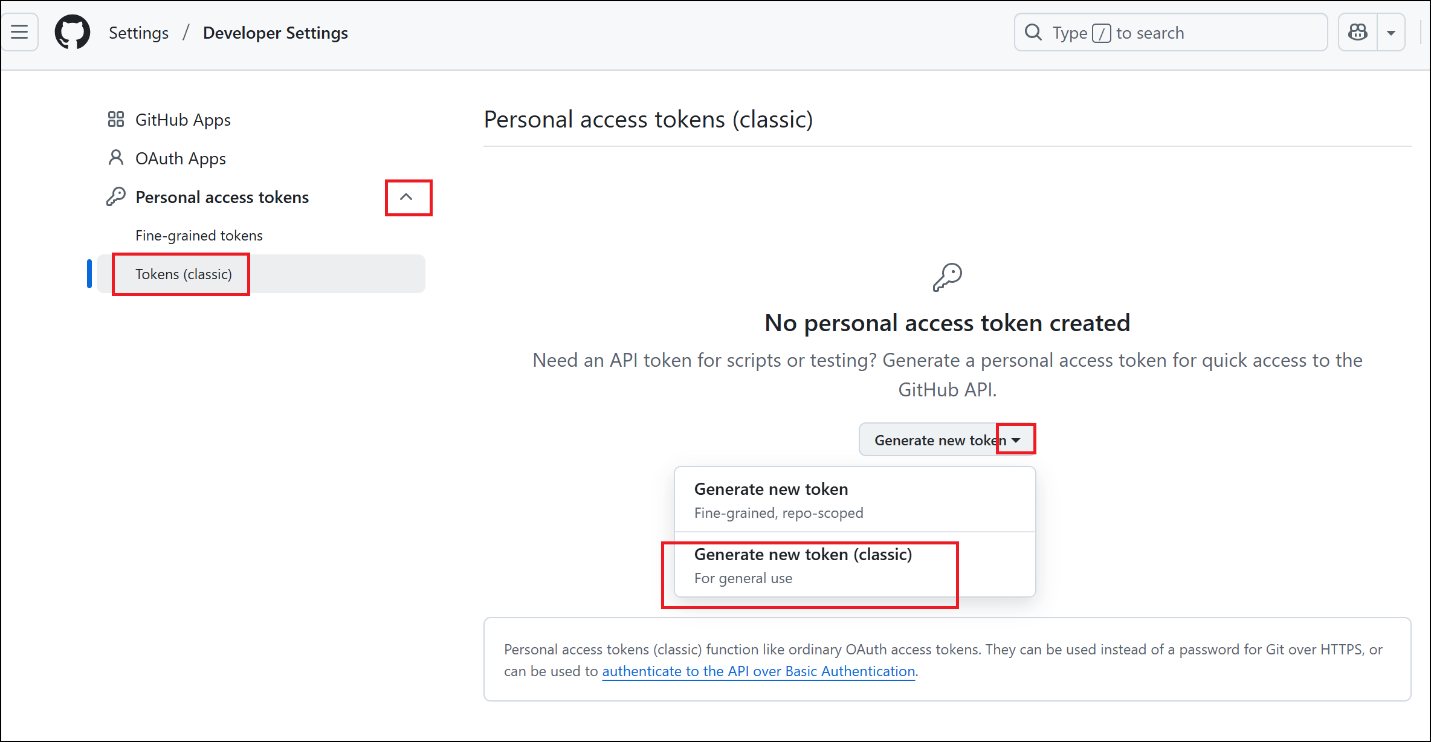 Settings / Developer Settings
Type / to search
GitHub Apps
OAuth Apps
Personal access tokens
Fine-grained tokens
Tokens (classic)
Personal access tokens (classic)
No personal access token created
Need an API token for scripts or testing? Generate a personal access token for quick access to the
GitHub API.
Generate new token
Generate new token
Fine-grained, repo-scoped
Generate new token (classic)
For general use
Personal access tokens (classic) function like ordinary OAuth access tokens. They can be used instead of a password for Git over HTTPS, or
can be used to authenticate to the API over Basic Authentication.